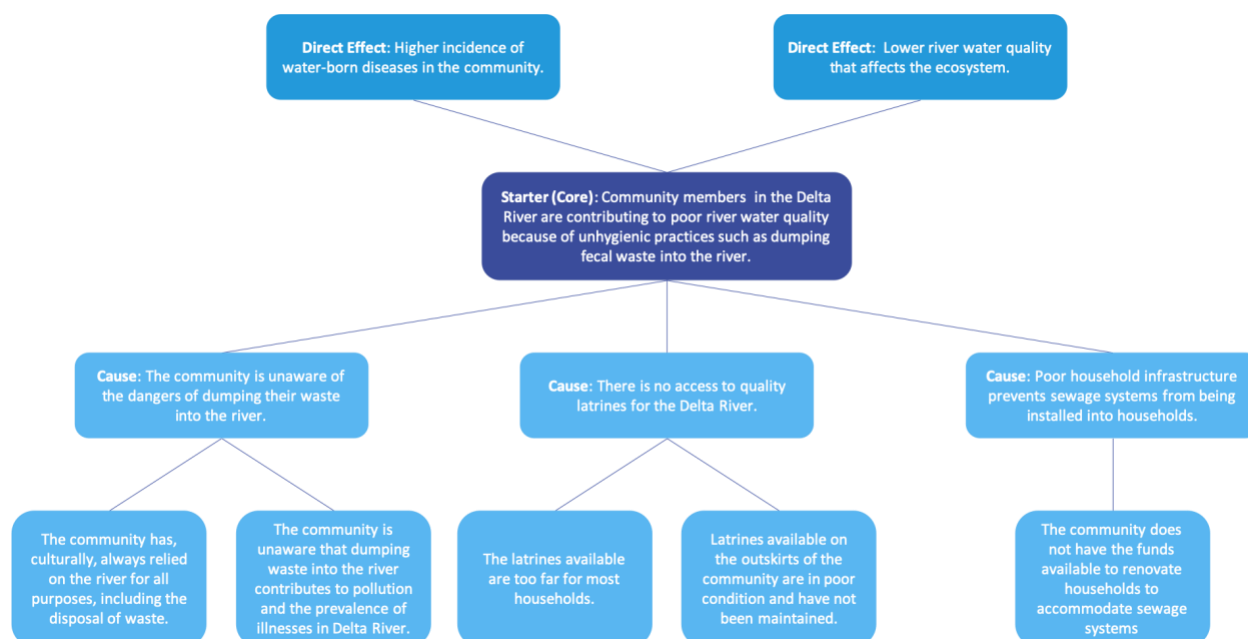 Direct Effect: Higher incidence of
water-born diseases in the community.
Direct Effect:  Lower river water quality
that affects the ecosystem.
Starter (Core): Community members  in the Delta
River are contributing to poor river water quality
because of unhygienic practices such as dumping
fecal waste into the river.
Cause: The community is unaware of
the dangers of dumping their waste
into the river.
Cause: There is no access to quality
latrines for the Delta River.
Cause: Poor household infrastructure
prevents sewage systems from being
installed into households.
The community has,
culturally, always relied
on the river for all
purposes, including the
disposal of waste.
The community is
unaware that dumping
waste into the river
contributes to pollution
and the prevalence of
illnesses in Delta River.
The latrines available
are too far for most
households.
Latrines available on
the outskirts of the
community are in poor
condition and have not
been maintained.
The community does
not have the funds
available to renovate
households to
accommodate sewage
systems